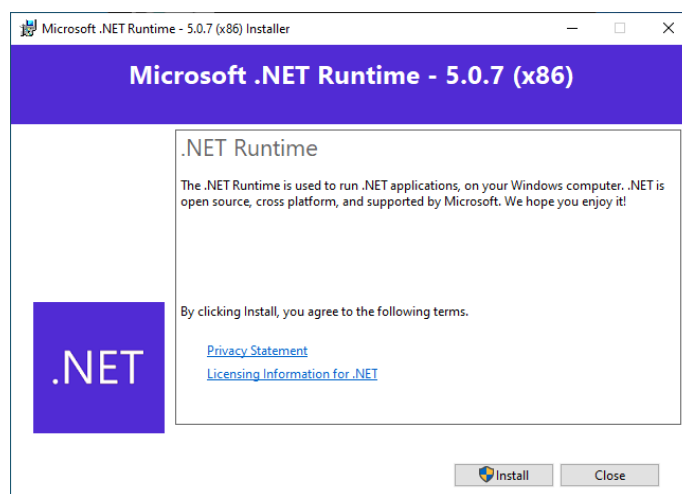 Microsoft .NET Runtime - 5.0.7 (x86) Installer
Microsoft .NET Runtime - 5.0.7 (x86)
.NET Runtime
The .NET Runtime is used to run .NET applications, on your Windows computer. .NET is
open source, cross platform, and supported by Microsoft. We hope you enjoy it!
By clicking Install, you agree to the following terms.
Privacy Statement
Licensing Information for .NET
.NET
Install
Close